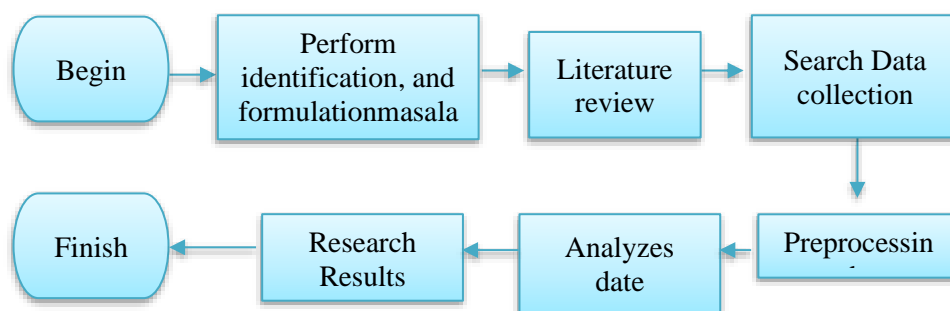 Begin
Perform
identification, and
formulationmasala
Literature
review
Search Data
collection
Preprocessin
Analyzes
date
Research
Results
Finish